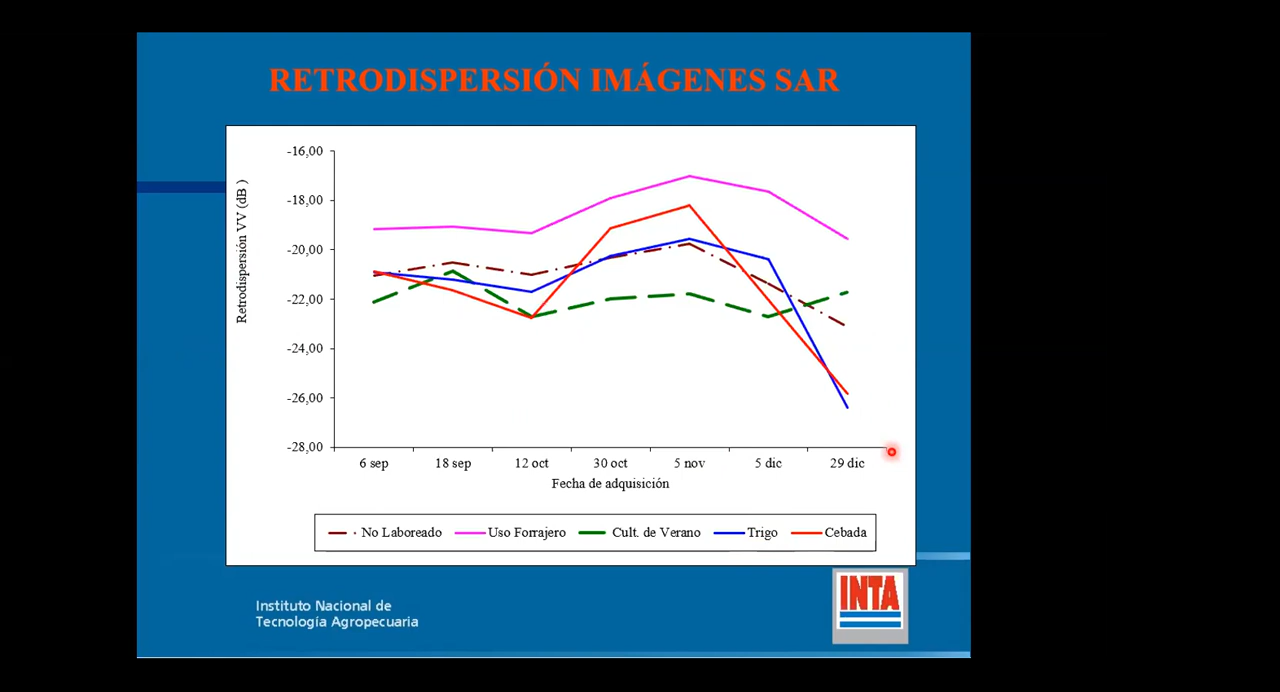 RETRODISPERSIÓN IMÁGENES SAR
Retrodispersión VV (dB )
-16,00
-18,00
-20,00
-22,00
-24,00
-26,00
-28,00
6 sep 18 sep 12 oct 30 oct 5 nov 5 dic 29 dic
Fecha de adquisición
No Laboreado Uso Forrajero Cult. de Verano Trigo Cebada
Instituto Nacional de
Tecnología Agropecuaria
INTA